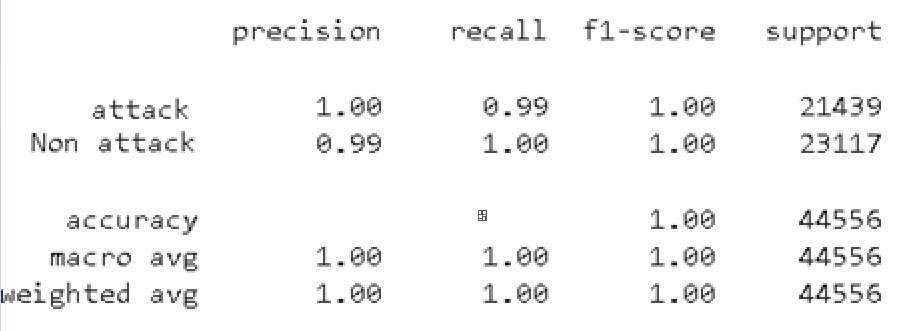 precision recall f1-score support
attack 1.00 0.99 1.00 21439
Non attack 0.99 1.00 1.00 23117
accuracy 1.00 44556
macro avg 1.00 1.00 1.00 44556
weighted avg 1.00 1.00 1.00 44556